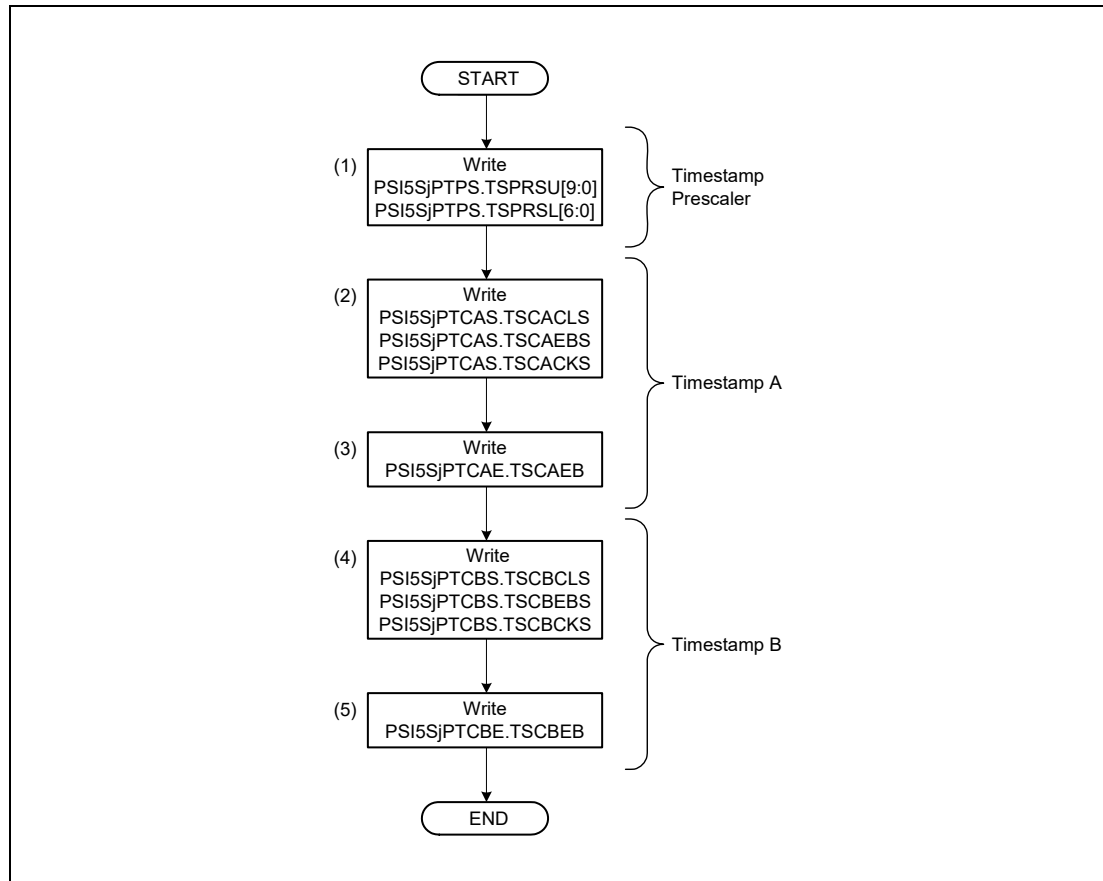 START
(1)
Write
PSI5SjPTPS.TSPRSU[9:0]
PSI5SjPTPS.TSPRSL[6:0]
Timestamp
Prescaler
(2)
Write
PSI5SjPTCAS.TSCACLS
PSI5SjPTCAS.TSCAEBS
PSI5SjPTCAS.TSCACKS
Timestamp A
(3)
Write
PSI5SjPTCAE.TSCAEB
(4)
Write
PSI5SjPTCBS.TSCBCLS
PSI5SjPTCBS.TSCBEBS
PSI5SjPTCBS.TSCBCKS
Timestamp B
(5)
Write
PSI5SjPTCBE.TSCBEB
END